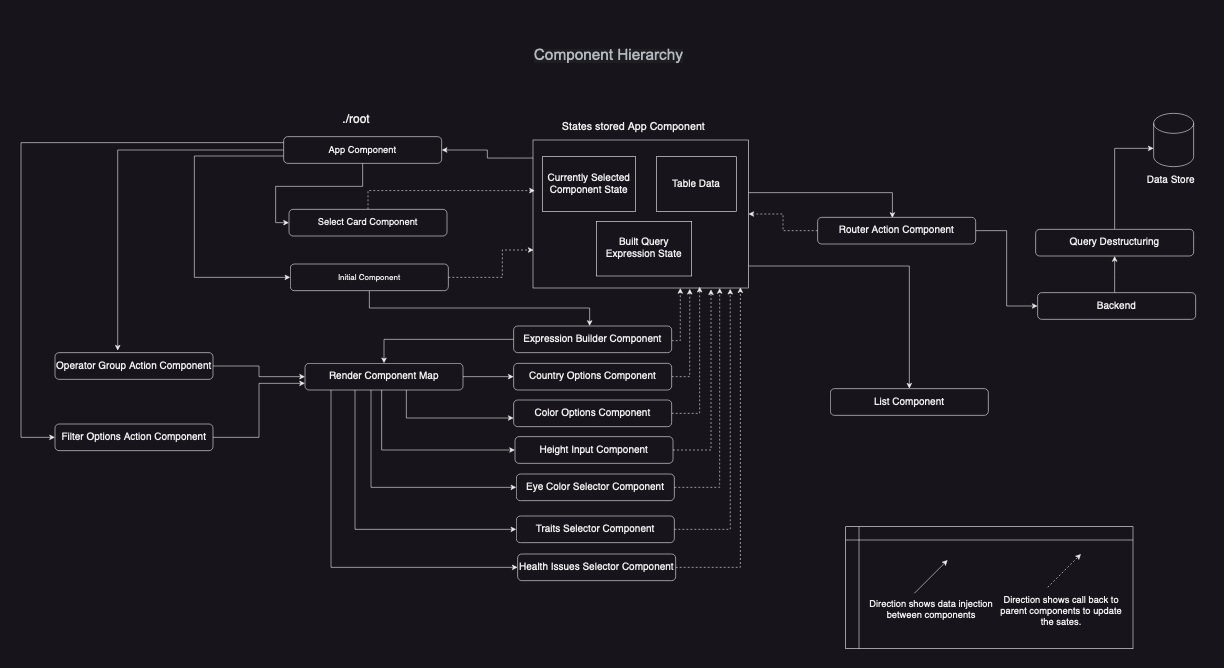 Component Hierarchy
./root
App Component
States stored App Component
Currently Selected
Component State
Table Data
Data Store
Select Card Component
Router Action Component
Built Query
Expression State
Query Destructuring
Initial Component
Backend
Expression Builder Component
Operator Group Action Component
Render Component Map
Country Options Component
List Component
Color Options Component
Filter Options Action Component
Height Input Component
Eye Color Selector Component
Traits Selector Component
Health Issues Selector Component
Direction shows data injection
between components
Direction shows call back to
parent components to update
the sates.